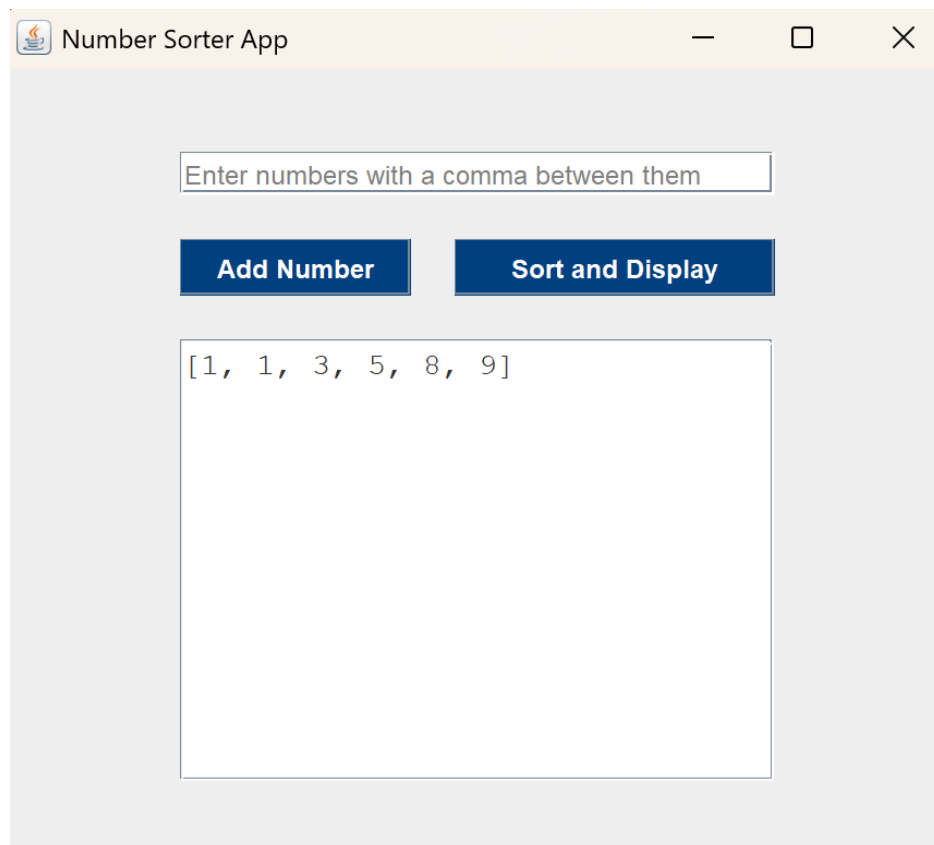 Number Sorter App
Enter numbers with a comma between them
Add Number Sort and Display
[1, 1, 3, 5, 8, 9]